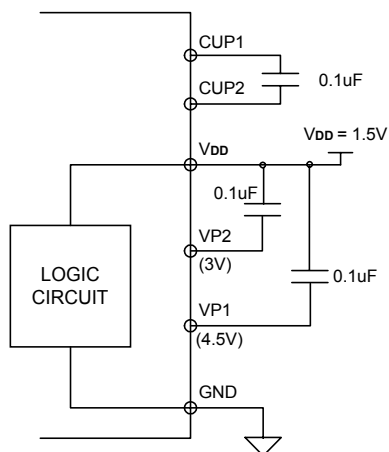 CUP1
CUP2
0.1uF
VDD
VDD = 1.5V
0.1uF
VP2
(3V)
LOGIC
CIRCUIT
0.1uF
VP1
(4.5V)
GND